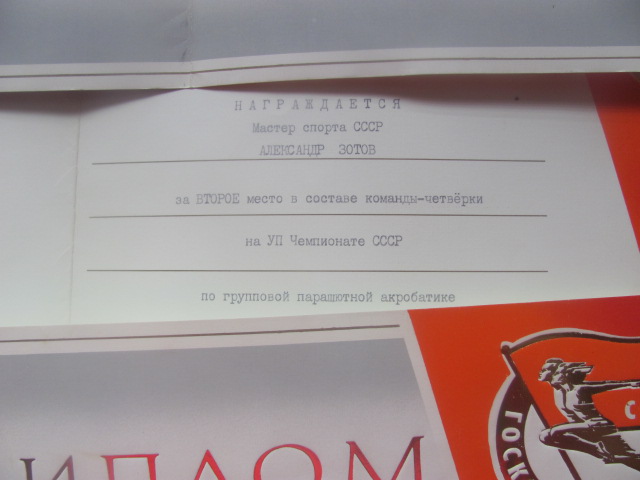 НАГРАЖДАЕТСЯ
Мастер спорта СССР
АЛЕКСАНДР ЗОТОВ
за ВТОРОЕ место в составе команды-четвёрки
на УП Чемпионате СССР
по групповой парашютной акробатике
ИПЛОМ
С
ГОСК